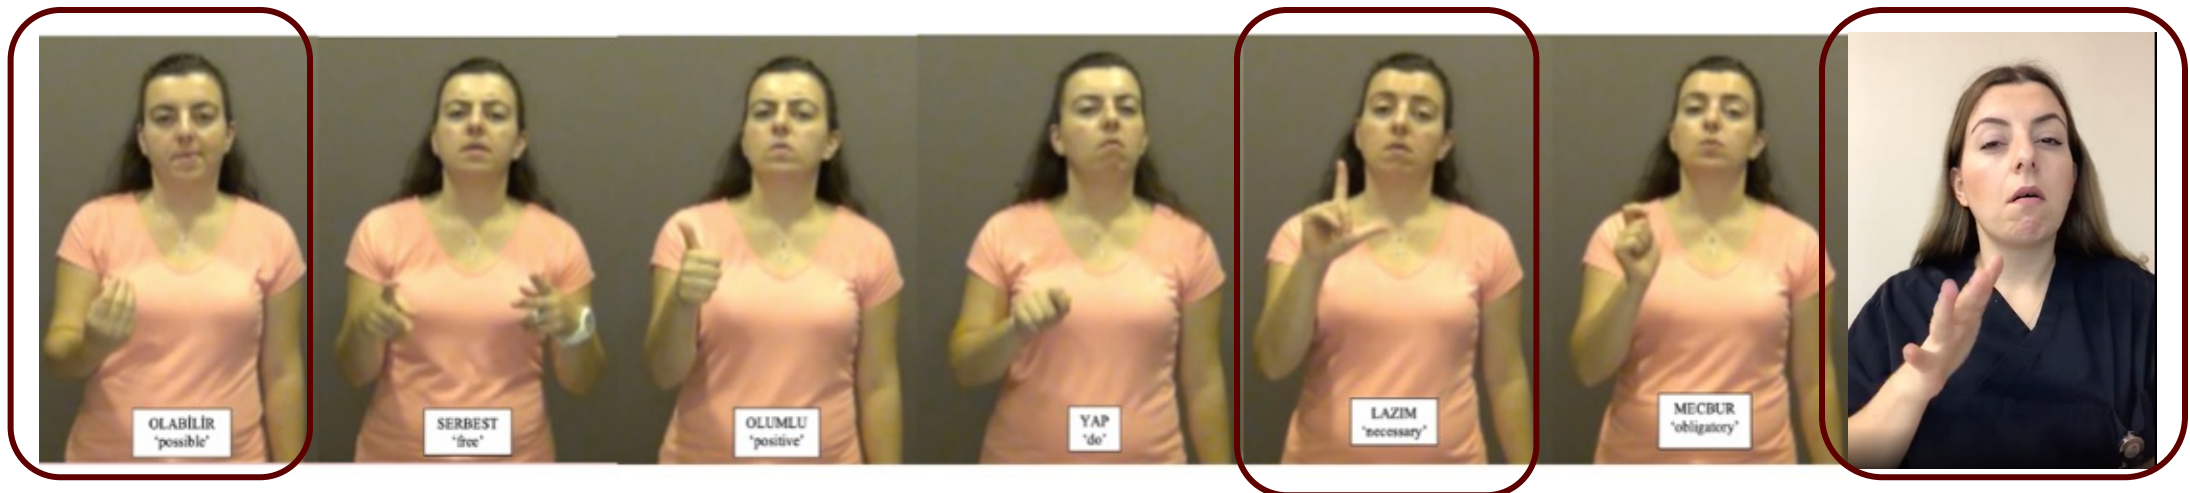 OLABİLİR
‘possible’
SERBEST
‘free’
OLUMLU
‘positive’
YAP
‘do’
LAZIM
‘necessary’
MECBUR
‘obligatory’